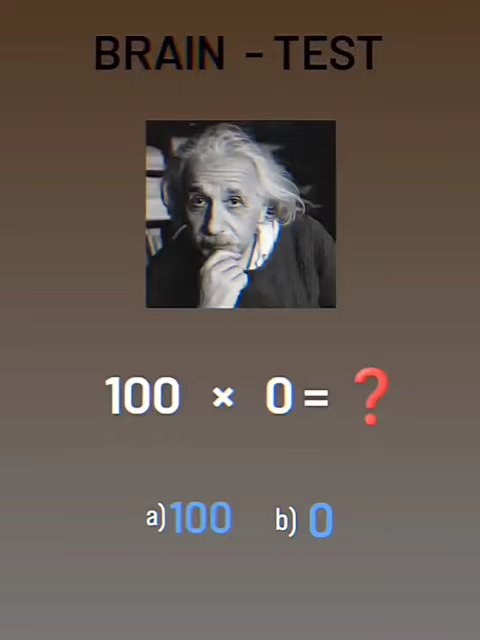 BRAIN - TEST
100 × 0 = ❓
a) 100 b) 0